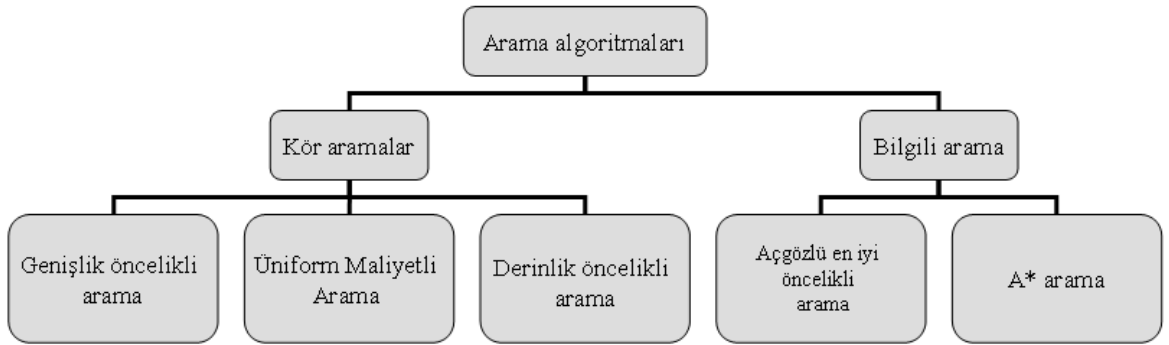 Arama algoritmaları
Kör aramalar
Bilgili arama
Genişlik öncelikli
arama
Üniform Maliyetli
Arama
Derinlik öncelikli
arama
Açgözlü en iyi
öncelikli
arama
A* arama